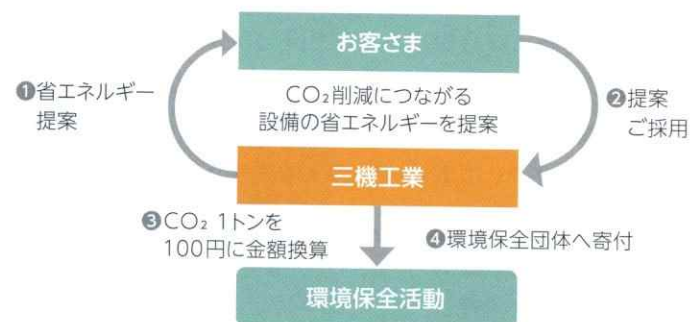 お客さま
❶省エネルギー
提案
CO₂削減につながる
設備の省エネルギーを提案
❷提案
ご採用
三機工業
❸CO₂ 1トンを
100円に金額換算
❹環境保全団体へ寄付
環境保全活動